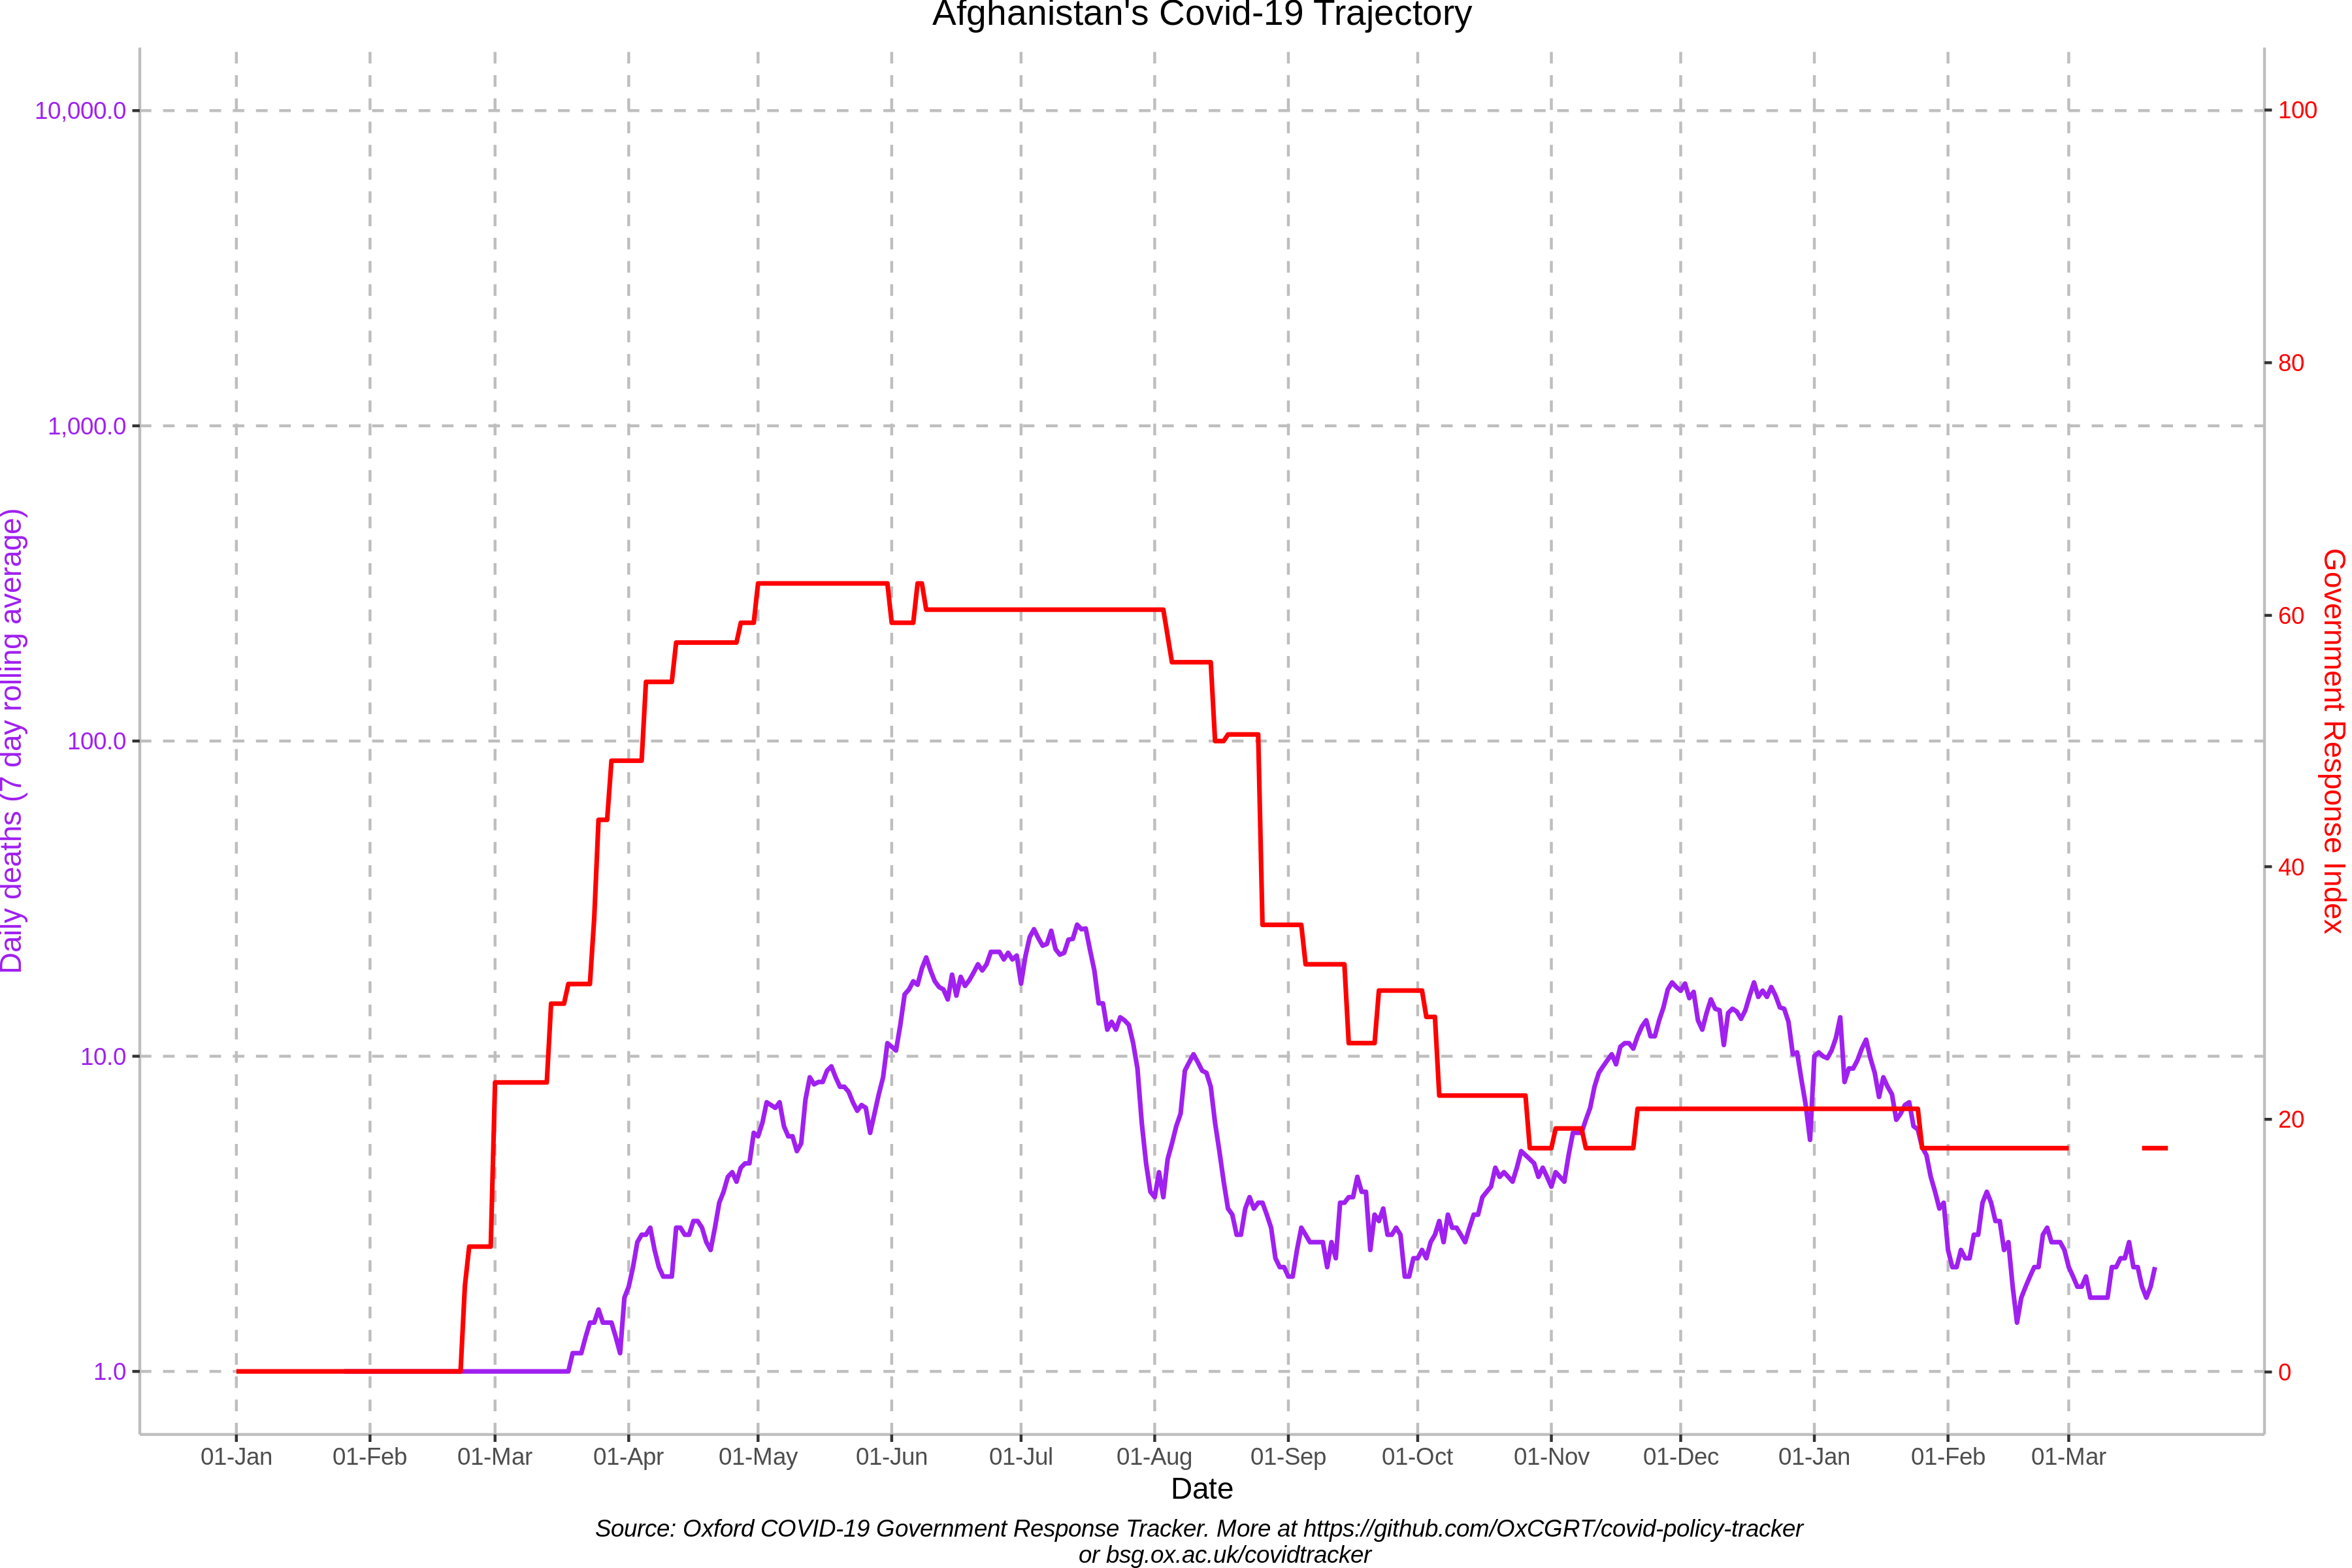 Afghanistan's Covid-19 Trajectory
10,000.0
1,000.0
100.0
10.0
1.0
Daily deaths (7 day rolling average)
100
80
60
40
20
0
Government Response Index
01-Jan 01-Feb 01-Mar 01-Apr 01-May 01-Jun 01-Jul 01-Aug 01-Sep 01-Oct 01-Nov 01-Dec 01-Jan 01-Feb 01-Mar
Date
Source: Oxford COVID-19 Government Response Tracker. More at https://github.com/OxCGRT/covid-policy-tracker
or bsg.ox.ac.uk/covidtracker